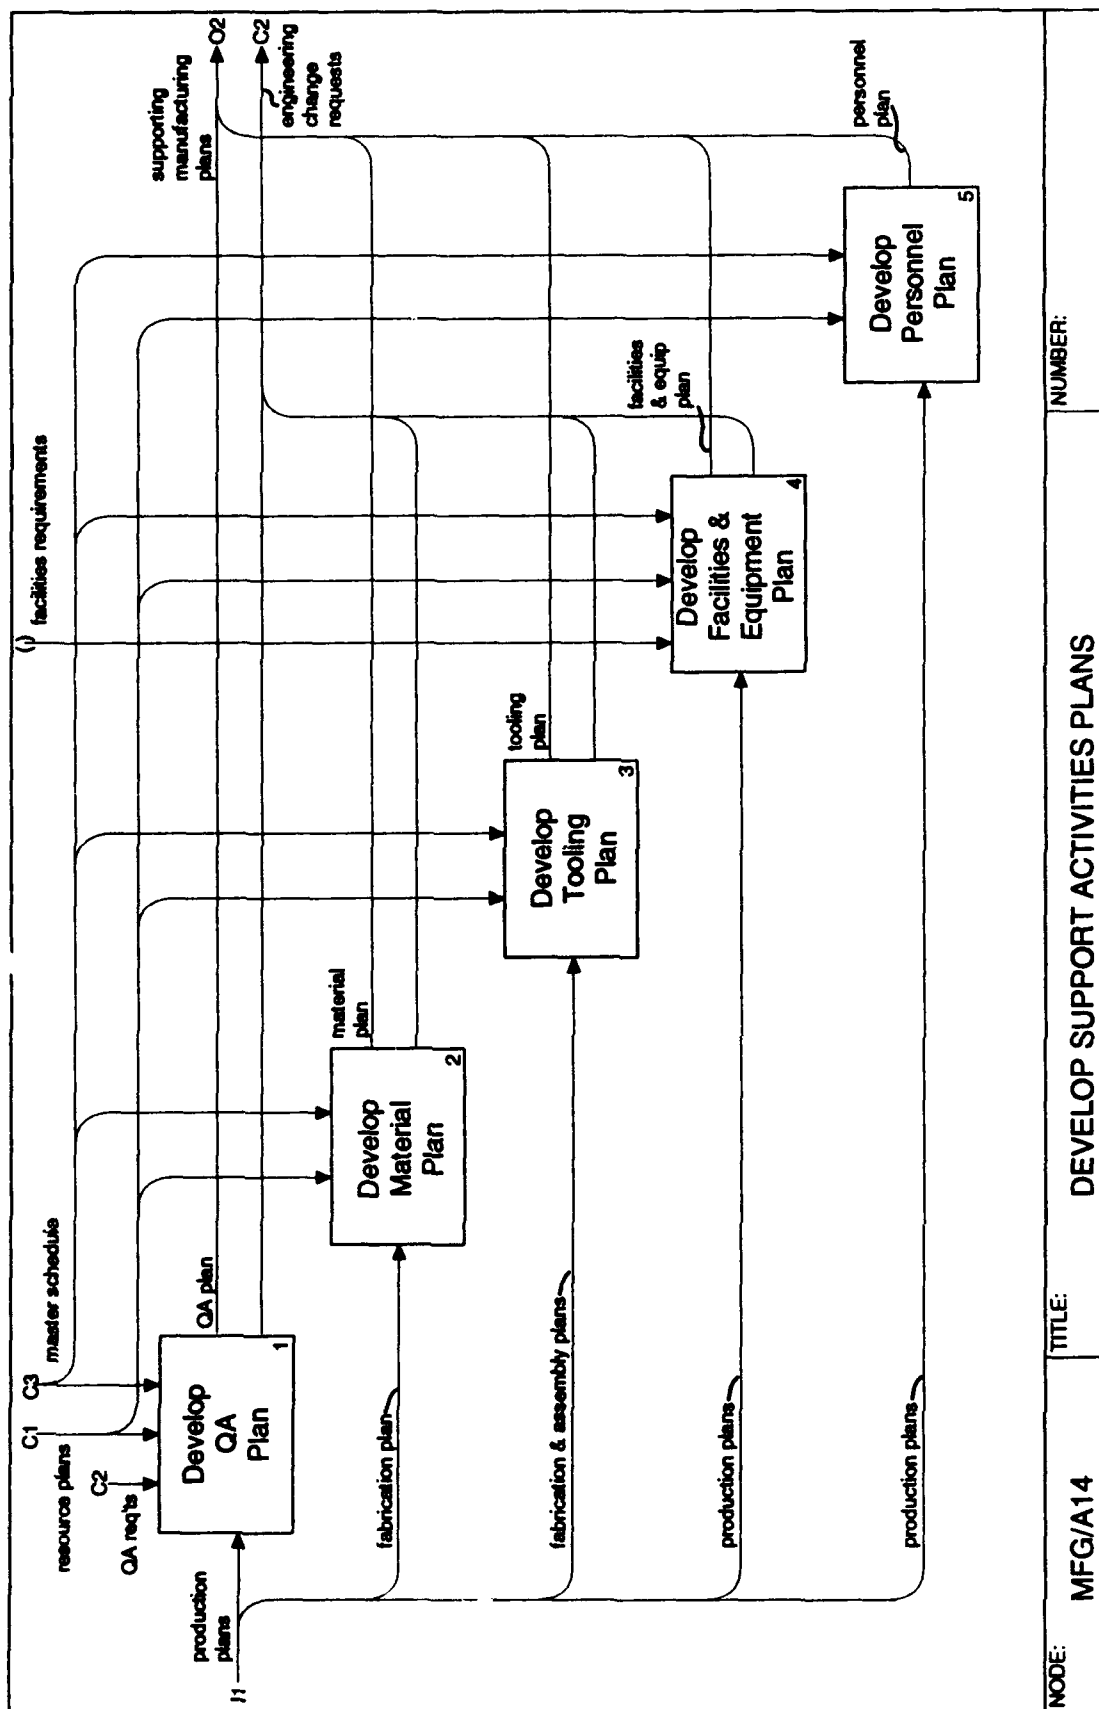 C3
master schedule
C1
resource plans
C2
QA req'ts
( )
facilities requirements
I1
production
plans
Develop
QA
Plan
1
QA plan
supporting
manufacturing
plans
O2
C2
engineering
change
requests
fabrication plan
Develop
Material
Plan
2
material
plan
fabrication & assembly plans
Develop
Tooling
Plan
3
tooling
plan
production plans
Develop
Facilities &
Equipment
Plan
4
facilities
& equip
plan
production plans
Develop
Personnel
Plan
5
personnel
plan
NODE:
MFG/A14
TITLE:
DEVELOP SUPPORT ACTIVITIES PLANS
NUMBER: